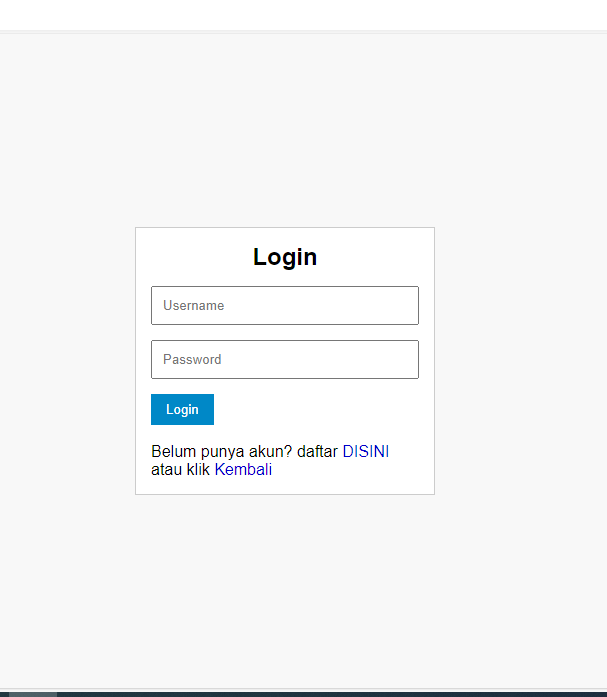 Login
Username
Password
Login
Belum punya akun? daftar DISINI
atau klik Kembali